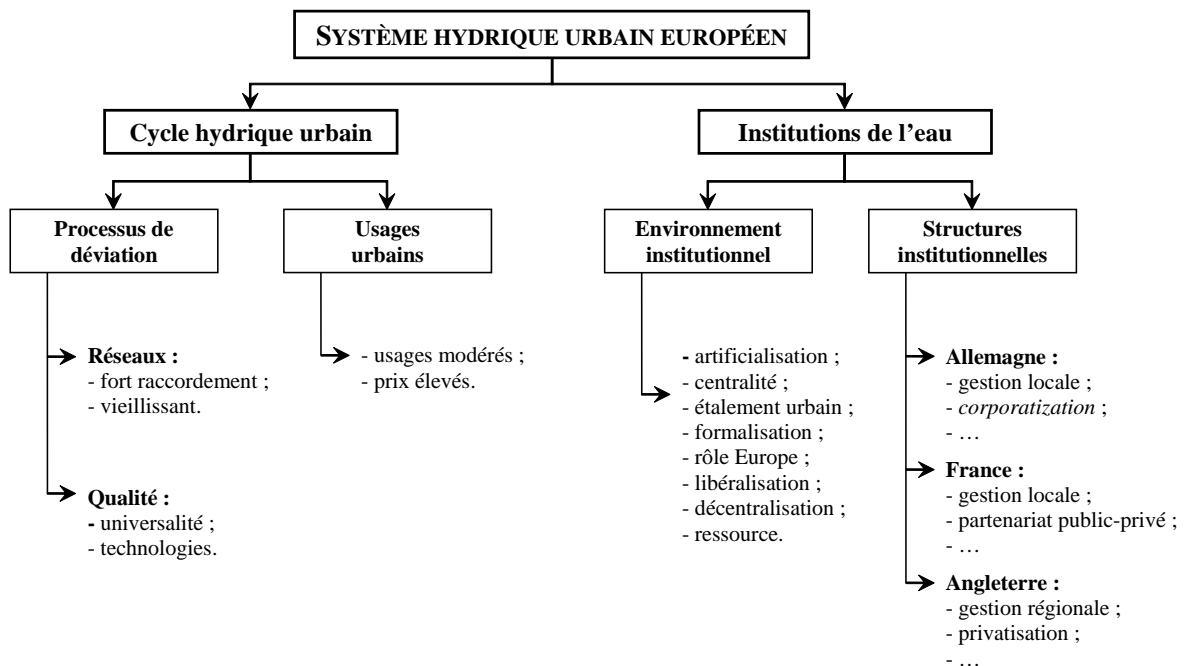 SYSTÈME HYDRIQUE URBAIN EUROPÉEN
Cycle hydrique urbain
Institutions de l’eau
Processus de
déviation
Usages
urbains
Environnement
institutionnel
Structures
institutionnelles
Réseaux :
- fort raccordement ;
- vieillissant.
Qualité :
- universalité ;
- technologies.
- usages modérés ;
- prix élevés.
- artificialisation ;
- centralité ;
- étalement urbain ;
- formalisation ;
- rôle Europe ;
- libéralisation ;
- décentralisation ;
- ressource.
Allemagne :
- gestion locale ;
- corporatization ;
- …
France :
- gestion locale ;
- partenariat public-privé ;
- …
Angleterre :
- gestion régionale ;
- privatisation ;
- …